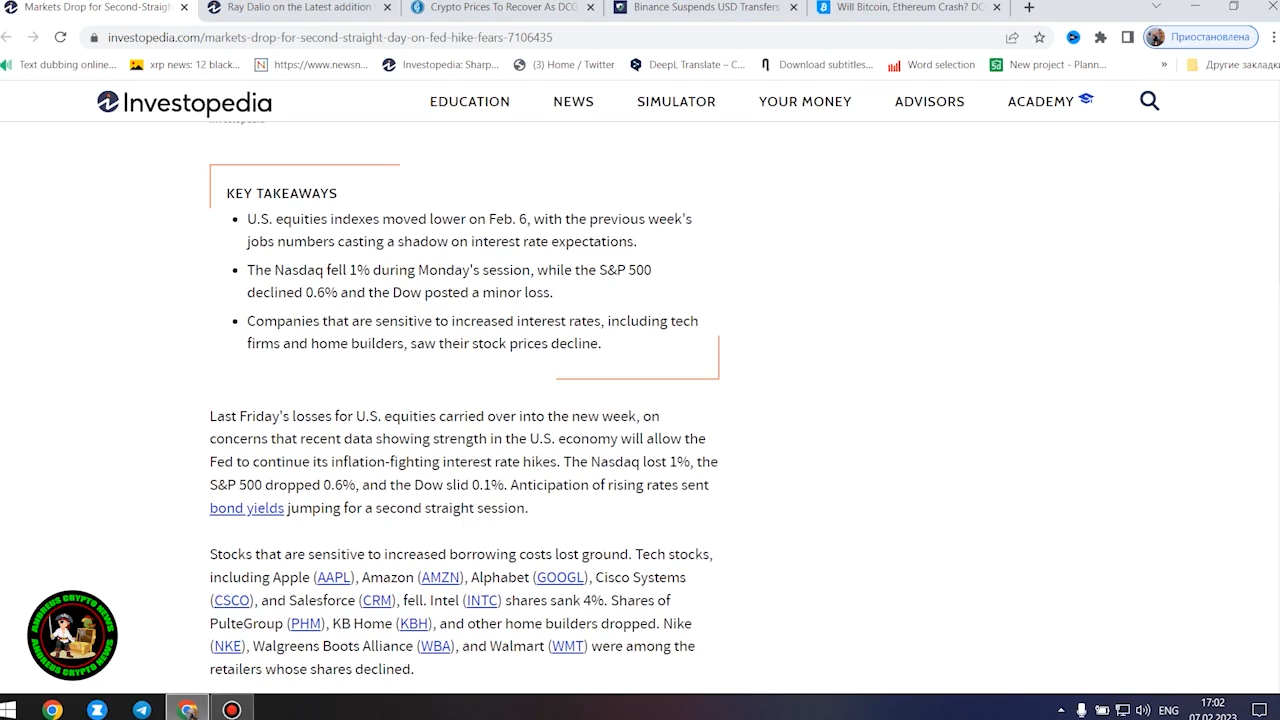 Markets Drop for Second-Straigh
Ray Dalio on the Latest addition
Crypto Prices To Recover As DCG
Binance Suspends USD Transfers
Will Bitcoin, Ethereum Crash? DC
investopedia.com/markets-drop-for-second-straight-day-on-fed-hike-fears-7106435
Приостановлена
Text dubbing online...
xrp news: 12 black...
https://www.newsn...
Investopedia: Sharp...
(3) Home / Twitter
DeepL Translate – C...
Download subtitles...
Word selection
New project - Plann...
»
Другие закладки
Investopedia
EDUCATION
NEWS
SIMULATOR
YOUR MONEY
ADVISORS
ACADEMY
KEY TAKEAWAYS
• U.S. equities indexes moved lower on Feb. 6, with the previous week's
jobs numbers casting a shadow on interest rate expectations.
• The Nasdaq fell 1% during Monday's session, while the S&P 500
declined 0.6% and the Dow posted a minor loss.
• Companies that are sensitive to increased interest rates, including tech
firms and home builders, saw their stock prices decline.
Last Friday's losses for U.S. equities carried over into the new week, on
concerns that recent data showing strength in the U.S. economy will allow the
Fed to continue its inflation-fighting interest rate hikes. The Nasdaq lost 1%, the
S&P 500 dropped 0.6%, and the Dow slid 0.1%. Anticipation of rising rates sent
bond yields jumping for a second straight session.
Stocks that are sensitive to increased borrowing costs lost ground. Tech stocks,
including Apple (AAPL), Amazon (AMZN), Alphabet (GOOGL), Cisco Systems
(CSCO), and Salesforce (CRM), fell. Intel (INTC) shares sank 4%. Shares of
PulteGroup (PHM), KB Home (KBH), and other home builders dropped. Nike
(NKE), Walgreens Boots Alliance (WBA), and Walmart (WMT) were among the
retailers whose shares declined.
ANDREUS CRYPTO NEWS
ANDREUS CRYPTO NEWS
ENG
17:02
07.02.2023